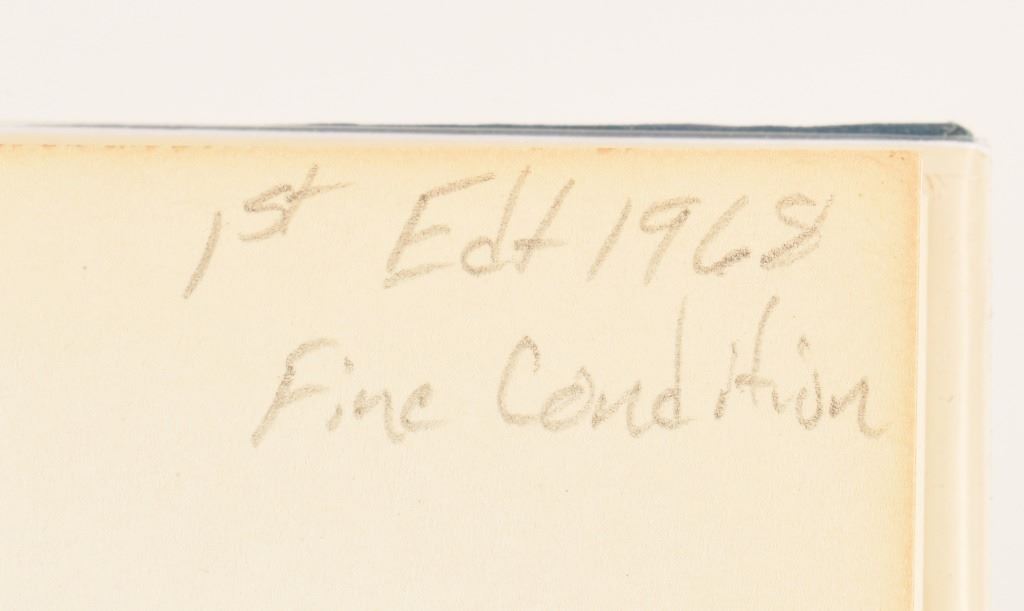 1st Edt 1968
Fine Condition